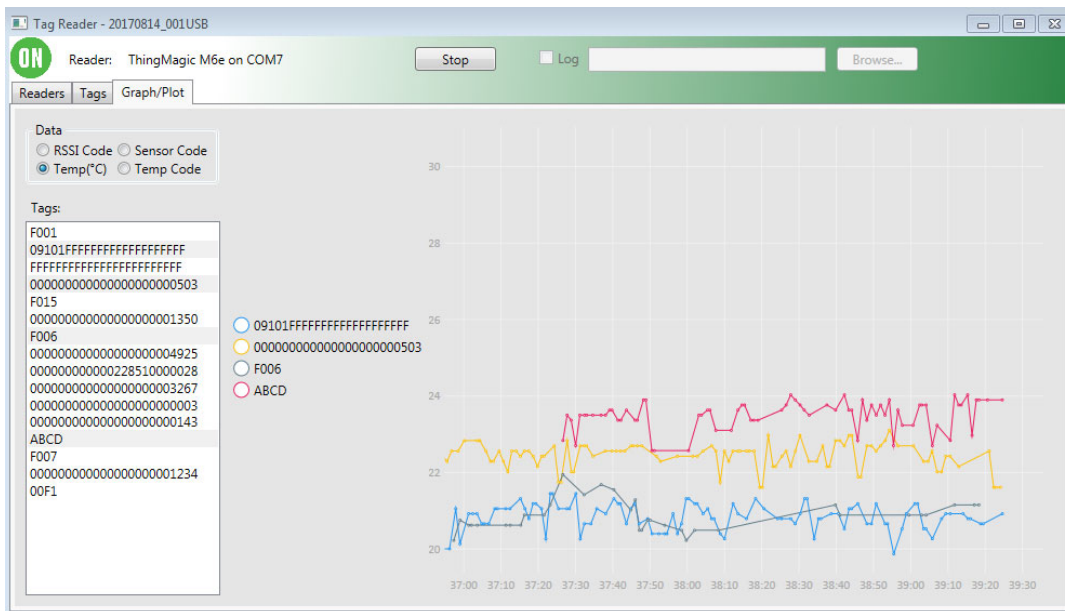 Tag Reader - 20170814_001USB
ON
Reader: ThingMagic M6e on COM7
Stop
Log
Browse...
Readers
Tags
Graph/Plot
Data
RSSI Code
Sensor Code
Temp(°C)
Temp Code
Tags:
F001
09101FFFFFFFFFFFFFFFFFFF
FFFFFFFFFFFFFFFFFFFFFFFF
000000000000000000000503
F015
000000000000000000001350
F006
000000000000000000004925
000000000000228510000028
000000000000000000003267
000000000000000000000003
000000000000000000000143
ABCD
F007
000000000000000000001234
00F1
09101FFFFFFFFFFFFFFFFFFF
000000000000000000000503
F006
ABCD
30
28
26
24
22
20
37:00 37:10 37:20 37:30 37:40 37:50 38:00 38:10 38:20 38:30 38:40 38:50 39:00 39:10 39:20 39:30